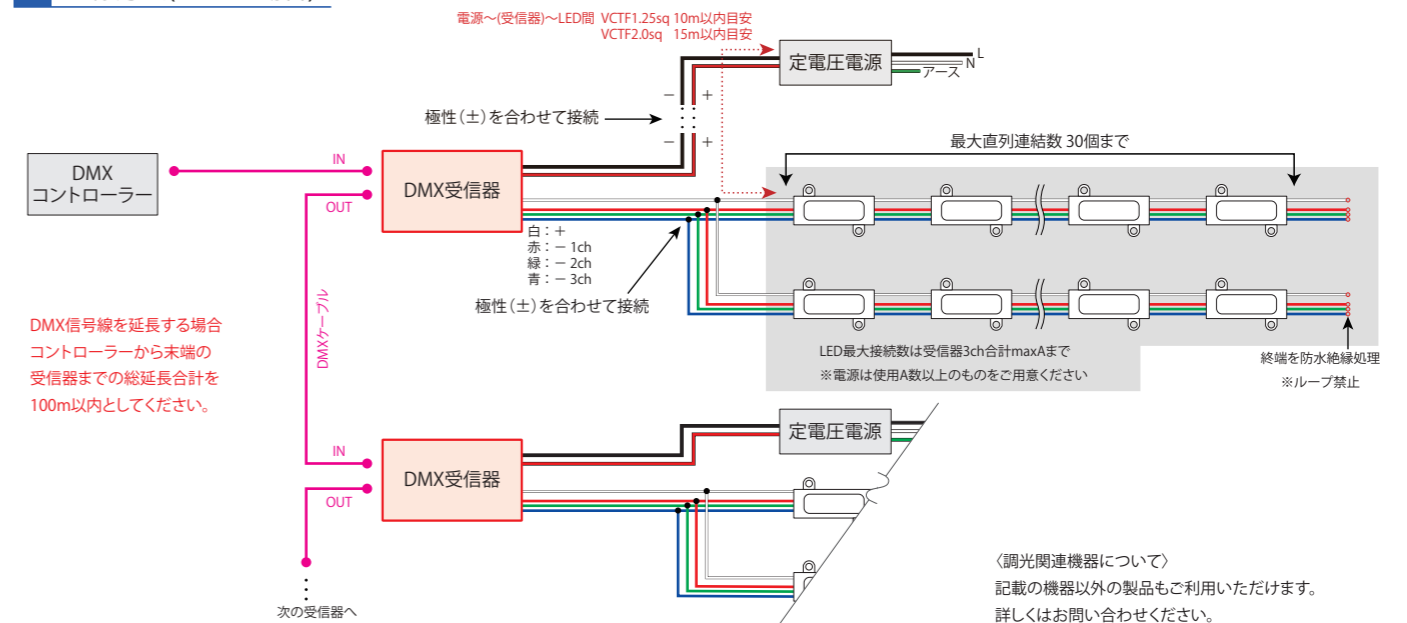 電源～(受信器)～LED間 VCTF1.25sq 10m以内目安
VCTF2.0sq 15m以内目安
定電圧電源
L
N
アース
－ ＋
極性（±）を合わせて接続
－ ＋
最大直列連結数 30個まで
DMX
コントローラー
IN
OUT
DMX受信器
白：＋
赤：－ 1ch
緑：－ 2ch
青：－ 3ch
極性（±）を合わせて接続
DMXケーブル
DMX信号線を延長する場合
コントローラーから末端の
受信器までの総延長合計を
100m以内としてください。
LED最大接続数は受信器3ch合計maxAまで
※電源は使用A数以上のものをご用意ください
終端を防水絶縁処理
※ループ禁止
定電圧電源
IN
OUT
DMX受信器
次の受信器へ
〈調光関連機器について〉
記載の機器以外の製品もご利用いただけます。
詳しくはお問い合わせください。